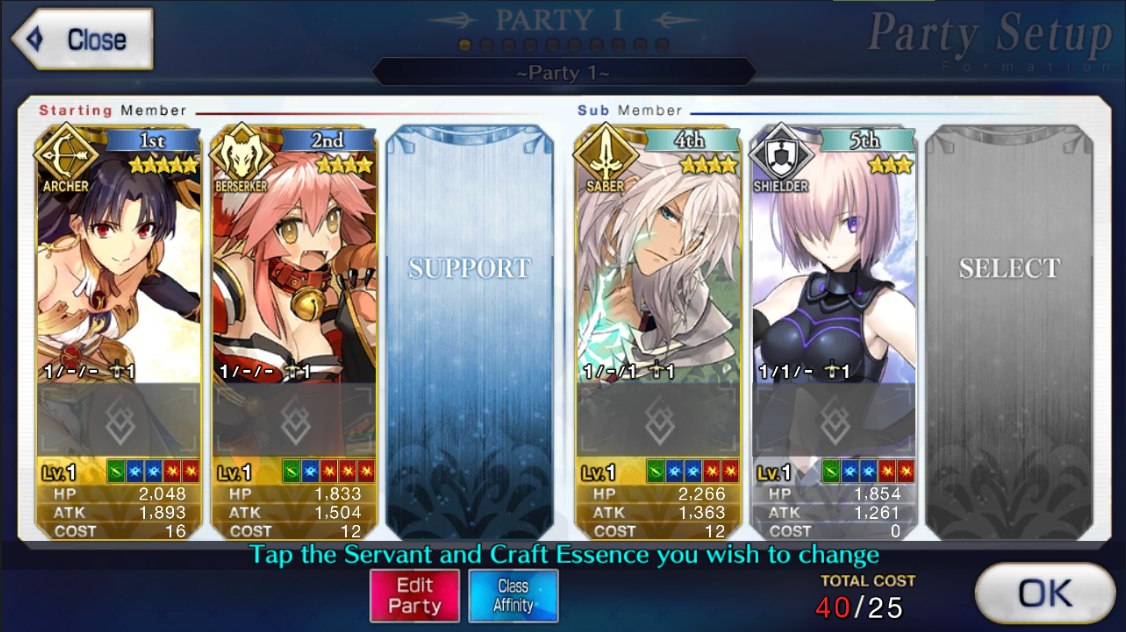 Close
PARTY I
~Party 1~
Party Setup
Formation
Starting Member
Sub Member
1st
ARCHER
1/-/- 1
Lv.1
HP 2,048
ATK 1,893
COST 16
2nd
BERSERKER
1/-/- 1
Lv.1
HP 1,833
ATK 1,504
COST 12
SUPPORT
4th
SABER
1/-/1 1
Lv.1
HP 2,266
ATK 1,363
COST 12
5th
SHIELDER
1/1/- 1
Lv.1
HP 1,854
ATK 1,261
COST 0
SELECT
Tap the Servant and Craft Essence you wish to change
Edit
Party
Class
Affinity
TOTAL COST
40/25
OK